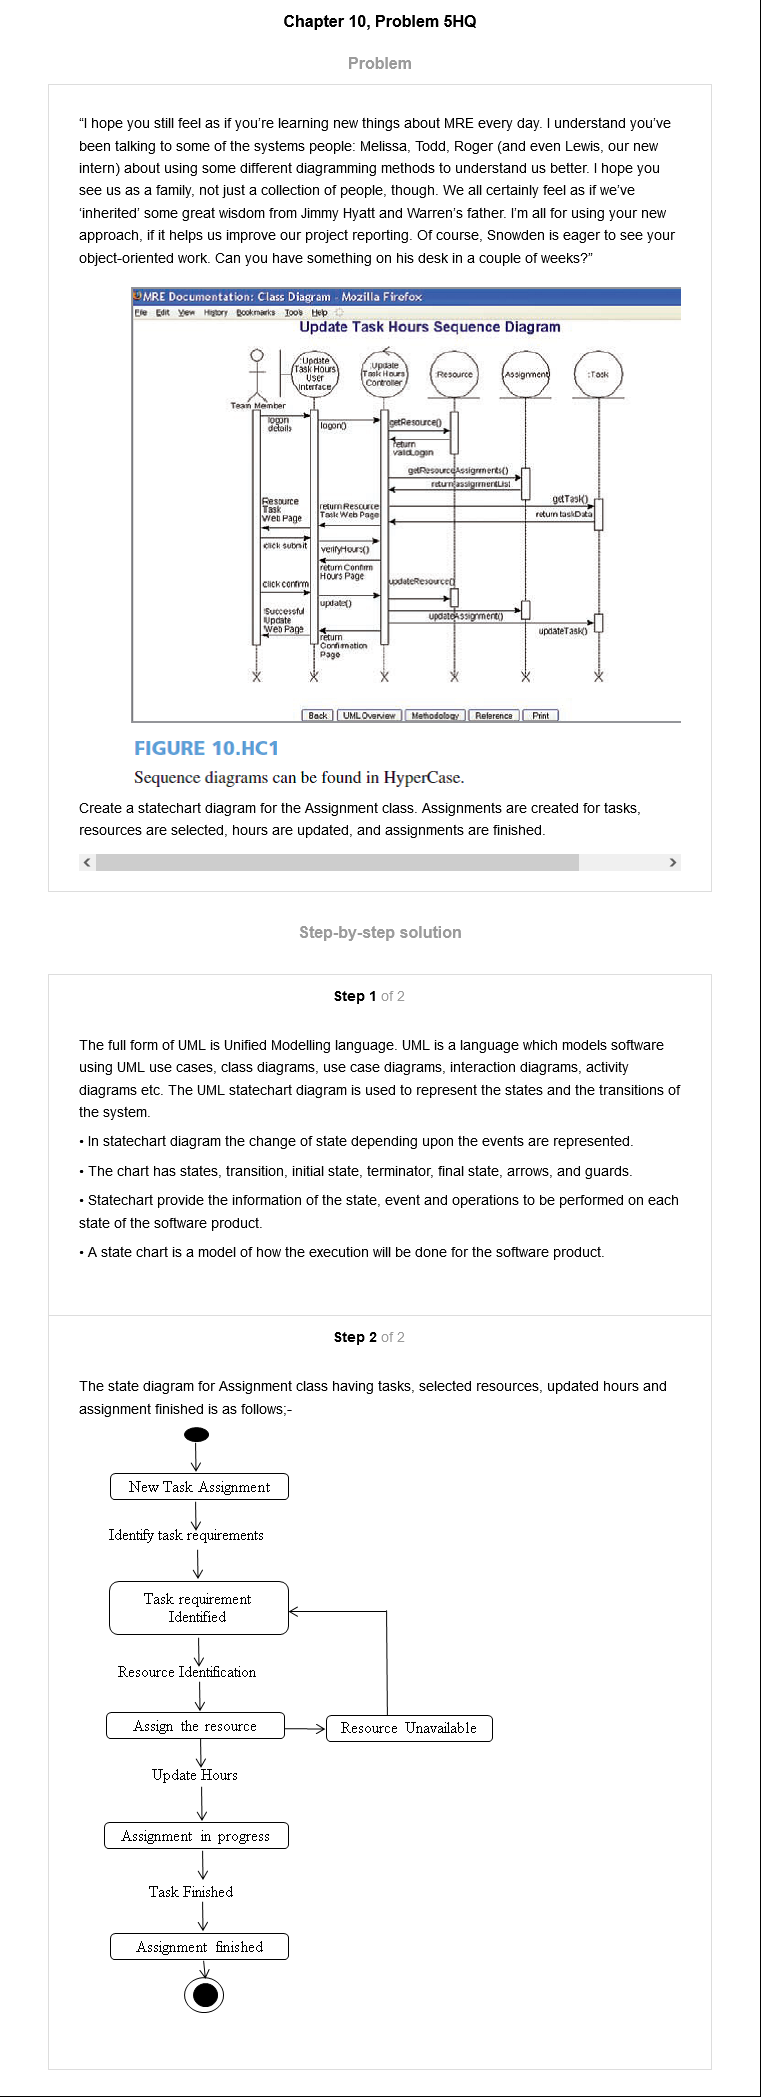 Chapter 10, Problem 5HQ
Problem
“I hope you still feel as if you’re learning new things about MRE every day. I understand you’ve
been talking to some of the systems people: Melissa, Todd, Roger (and even Lewis, our new
intern) about using some different diagramming methods to understand us better. I hope you
see us as a family, not just a collection of people, though. We all certainly feel as if we’ve
‘inherited’ some great wisdom from Jimmy Hyatt and Warren’s father. I’m all for using your new
approach, if it helps us improve our project reporting. Of course, Snowden is eager to see your
object-oriented work. Can you have something on his desk in a couple of weeks?”
MRE Documentation: Class Diagram - Mozilla Firefox
File Edit View History Bookmarks Tools Help
Update Task Hours Sequence Diagram
:Update
Task Hours
User
Interface
:Update
Task Hours
Controller
:Resource
:Assignment
:Task
Team Member
logon
details
logon()
getResource()
return
validLogon
getResourceAssignments()
return assignmentList
getTask()
return taskData
Resource
Task
Web Page
return Resource
Task Web Page
click submit
verifyHours()
return Confirm
Hours Page
click confirm
updateResource()
update()
updateAssignment()
updateTask()
Successful
Update
Web Page
return
Confirmation
Page
Back
UML Overview
Methodology
Reference
Print
FIGURE 10.HC1
Sequence diagrams can be found in HyperCase.
Create a statechart diagram for the Assignment class. Assignments are created for tasks,
resources are selected, hours are updated, and assignments are finished.
Step-by-step solution
Step 1 of 2
The full form of UML is Unified Modelling language. UML is a language which models software
using UML use cases, class diagrams, use case diagrams, interaction diagrams, activity
diagrams etc. The UML statechart diagram is used to represent the states and the transitions of
the system.
• In statechart diagram the change of state depending upon the events are represented.
• The chart has states, transition, initial state, terminator, final state, arrows, and guards.
• Statechart provide the information of the state, event and operations to be performed on each
state of the software product.
• A state chart is a model of how the execution will be done for the software product.
Step 2 of 2
The state diagram for Assignment class having tasks, selected resources, updated hours and
assignment finished is as follows;-
New Task Assignment
Identify task requirements
Task requirement
Identified
Resource Identification
Assign the resource
Resource Unavailable
Update Hours
Assignment in progress
Task Finished
Assignment finished